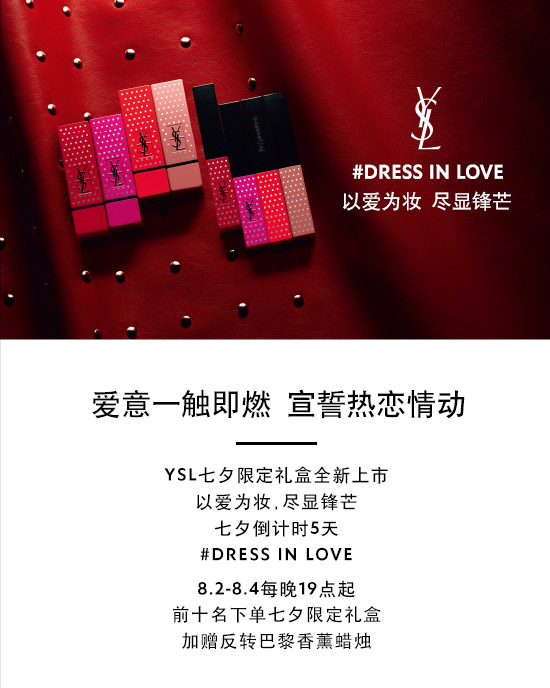 YSL
#DRESS IN LOVE
以爱为妆 尽显锋芒
爱意一触即燃 宣誓热恋情动
YSL七夕限定礼盒全新上市
以爱为妆,尽显锋芒
七夕倒计时5天
#DRESS IN LOVE
8.2-8.4每晚19点起
前十名下单七夕限定礼盒
加赠反转巴黎香薰蜡烛